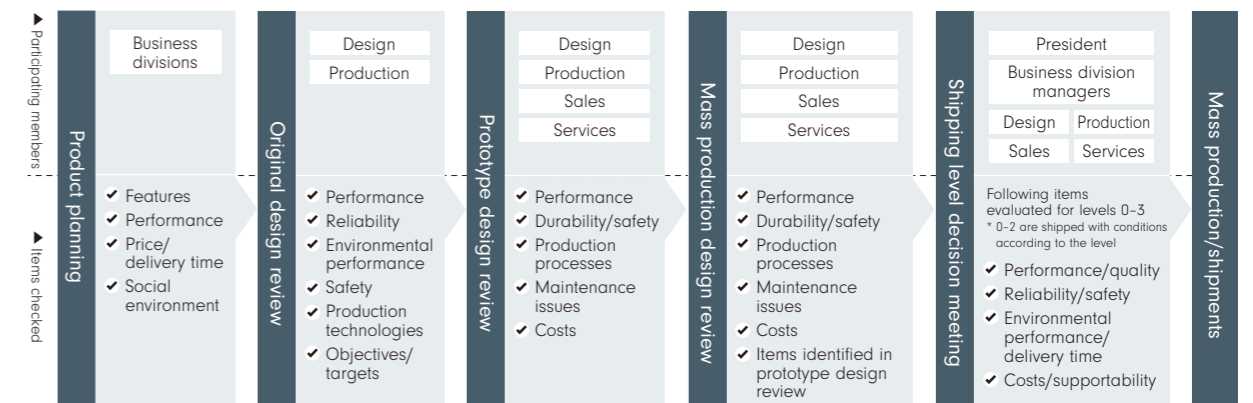 ▶ Participating members
▶ Items checked
Product planning
Business
divisions
✔ Features
✔ Performance
✔ Price/
delivery time
✔ Social
environment
Original design review
Design
Production
✔ Performance
✔ Reliability
✔ Environmental
performance
✔ Safety
✔ Production
technologies
✔ Objectives/
targets
Prototype design review
Design
Production
Sales
Services
✔ Performance
✔ Durability/safety
✔ Production
processes
✔ Maintenance
issues
✔ Costs
Mass production design review
Design
Production
Sales
Services
✔ Performance
✔ Durability/safety
✔ Production
processes
✔ Maintenance
issues
✔ Costs
✔ Items identified in
prototype design
review
Shipping level decision meeting
President
Business division
managers
Design Production
Sales Services
Following items
evaluated for levels 0–3
* 0–2 are shipped with conditions
according to the level
✔ Performance/quality
✔ Reliability/safety
✔ Environmental
performance/
delivery time
✔ Costs/supportability
Mass production/shipments